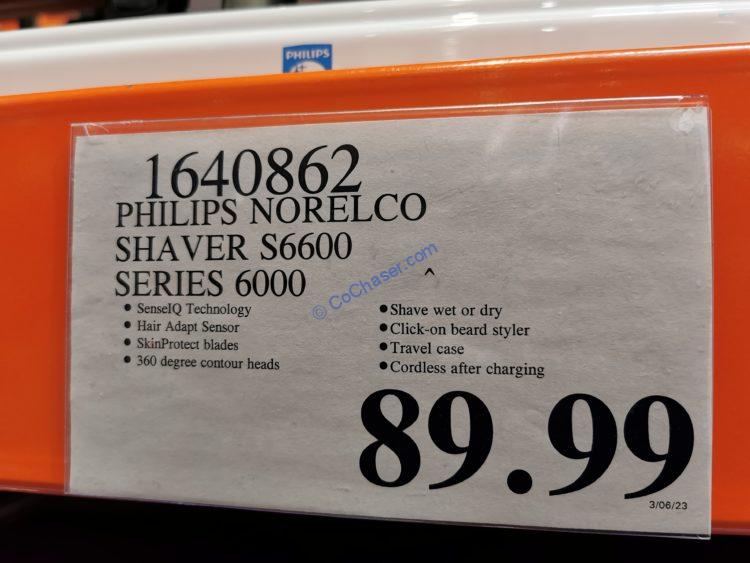 PHILIPS
1640862
PHILIPS NORELCO
SHAVER S6600
SERIES 6000
^
• SenseIQ Technology
• Hair Adapt Sensor
• SkinProtect blades
• 360 degree contour heads
• Shave wet or dry
• Click-on beard styler
• Travel case
• Cordless after charging
89.99
3/06/23
© CoChaser.com